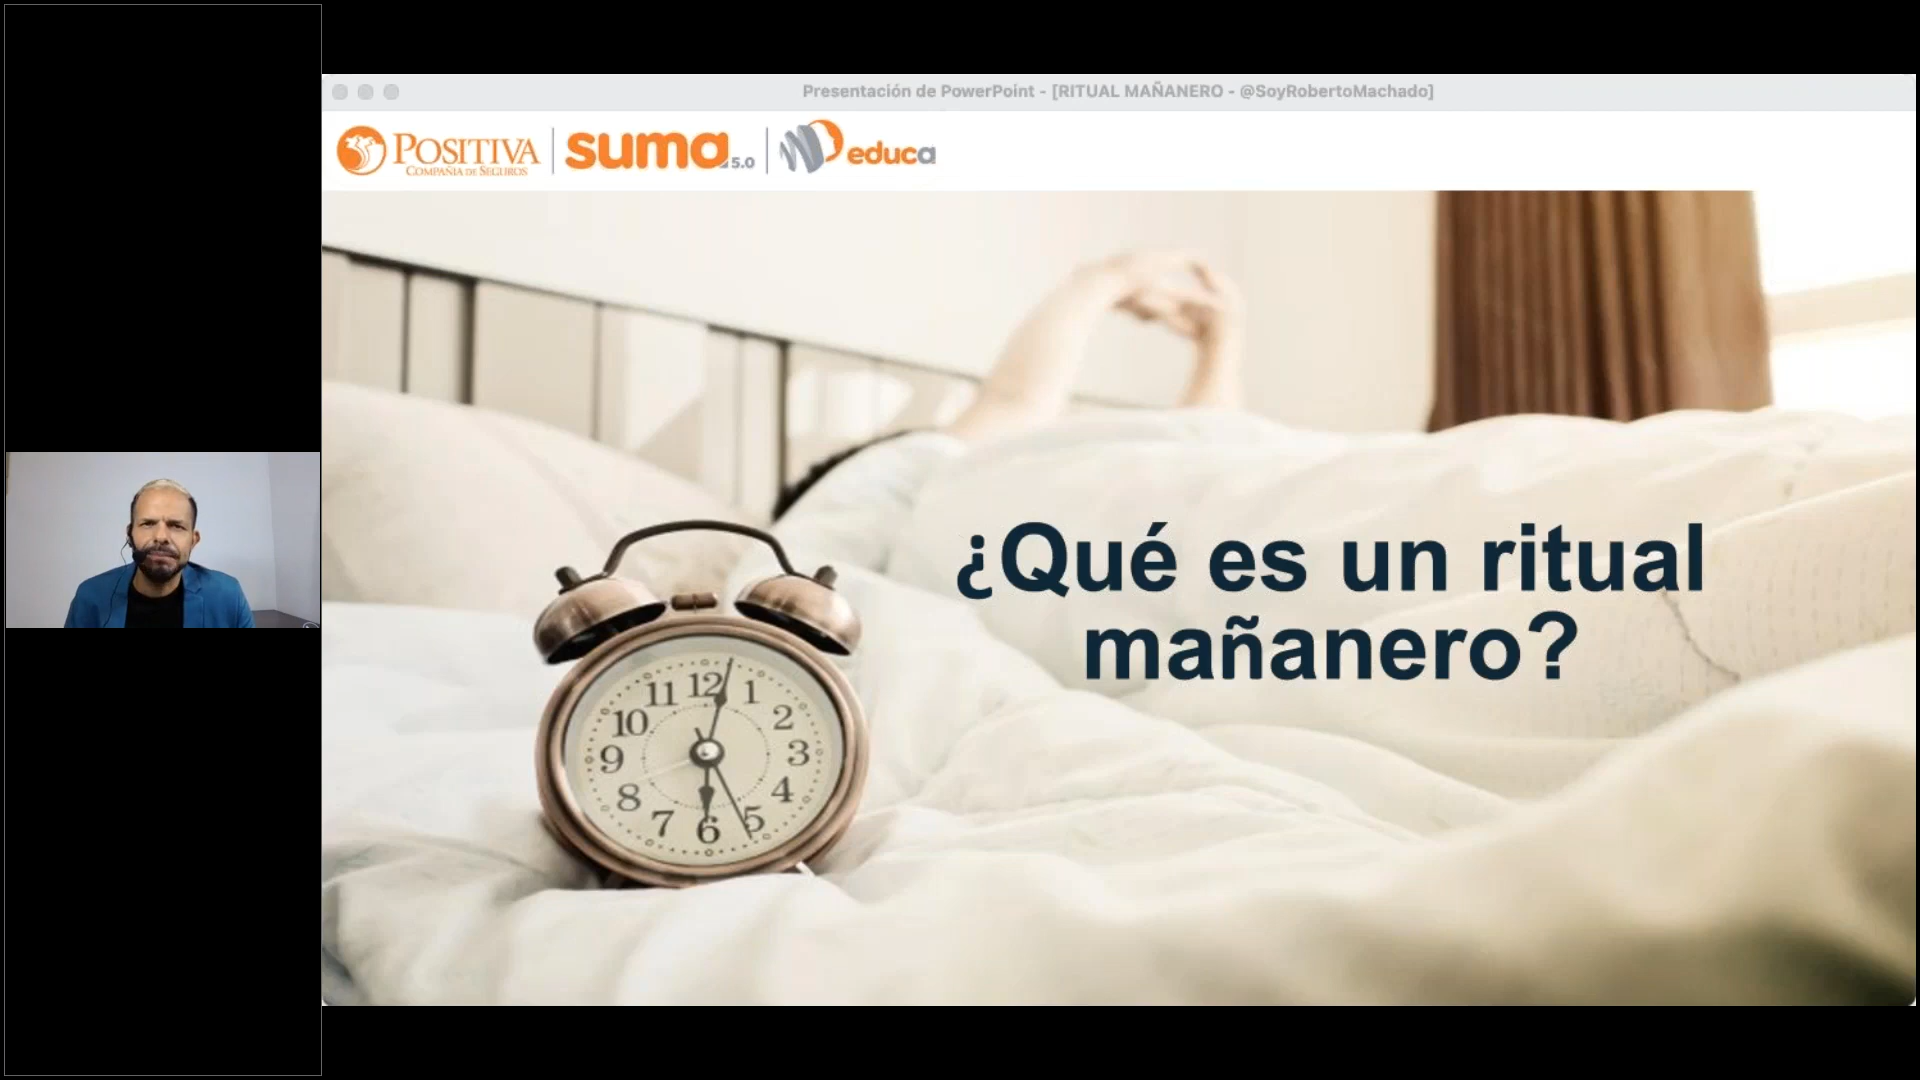 Presentación de PowerPoint - [RITUAL MAÑANERO - @SoyRobertoMachado]
POSITIVA
COMPAÑÍA DE SEGUROS
suma 5.0
educa
¿Qué es un ritual
mañanero?
12
1
2
3
4
5
6
7
8
9
10
11